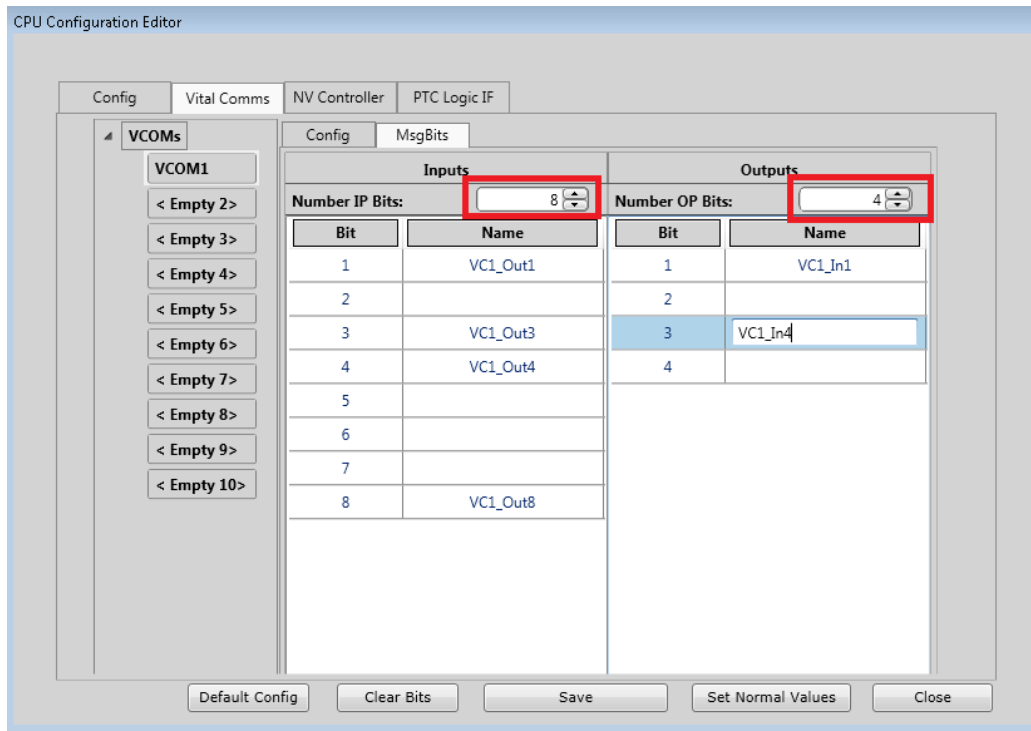 CPU Configuration Editor
Config Vital Comms NV Controller PTC Logic IF
VCOMs Config MsgBits
VCOM1 Inputs Outputs
< Empty 2> Number IP Bits: 8 Number OP Bits: 4
< Empty 3> Bit Name Bit Name
< Empty 4> 1 VC1_Out1 1 VC1_In1
< Empty 5> 2 2
< Empty 6> 3 VC1_Out3 3 VC1_In4
< Empty 7> 4 VC1_Out4 4
< Empty 8> 5
< Empty 9> 6
< Empty 10> 7
8 VC1_Out8
Default Config Clear Bits Save Set Normal Values Close